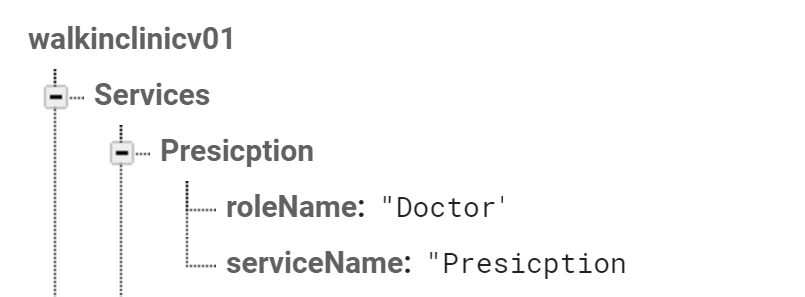 walkinclinicv01
Services
Presicption
roleName: "Doctor'
serviceName: "Presicption